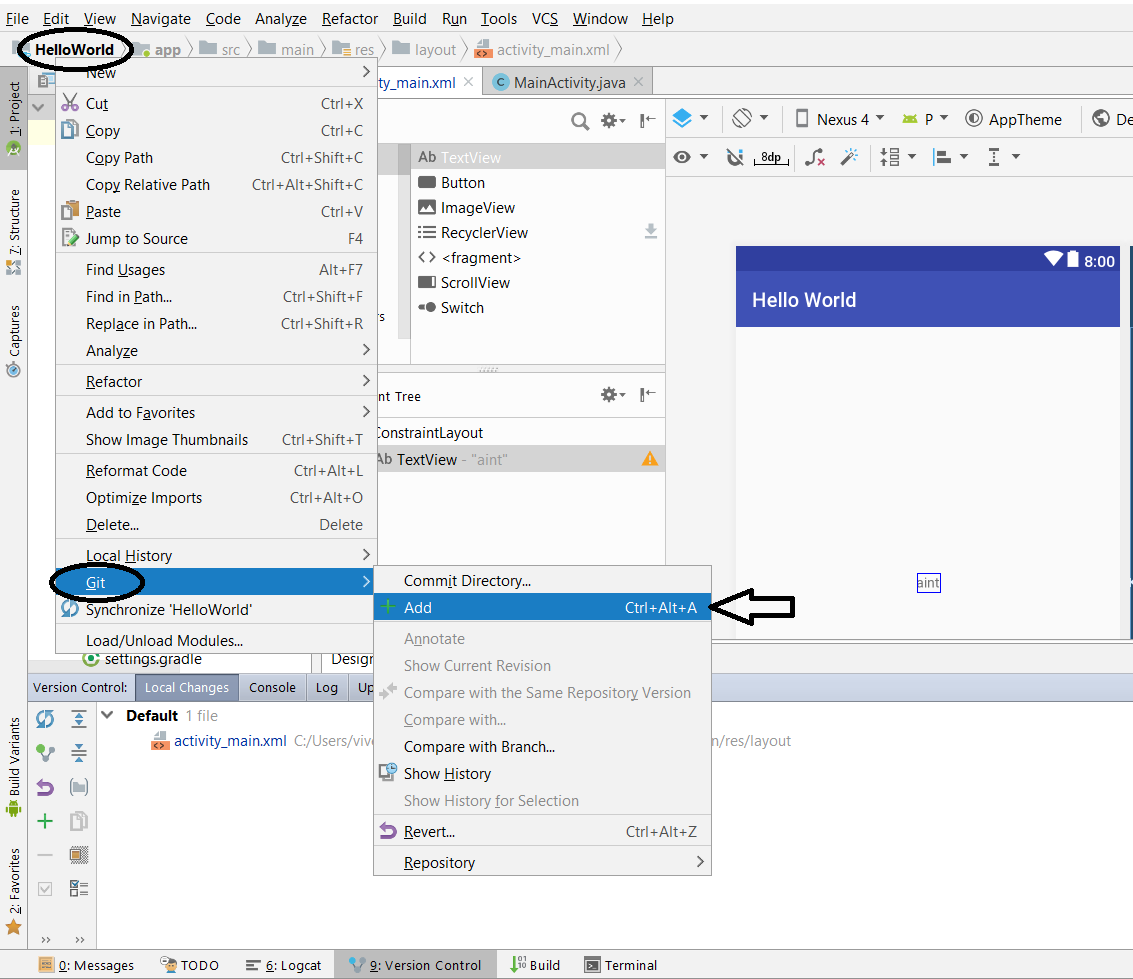 File Edit View Navigate Code Analyze Refactor Build Run Tools VCS Window Help
HelloWorld app src main res layout activity_main.xml
ty_main.xml MainActivity.java
1: Project
Z: Structure
Captures
Build Variants
2: Favorites
New
Cut Ctrl+X
Copy Ctrl+C
Copy Path Ctrl+Shift+C
Copy Relative Path Ctrl+Alt+Shift+C
Paste Ctrl+V
Jump to Source F4
Find Usages Alt+F7
Find in Path... Ctrl+Shift+F
Replace in Path... Ctrl+Shift+R
Analyze
Refactor
Add to Favorites
Show Image Thumbnails Ctrl+Shift+T
Reformat Code Ctrl+Alt+L
Optimize Imports Ctrl+Alt+O
Delete... Delete
Local History
Git
Synchronize 'HelloWorld'
Load/Unload Modules...
settings.gradle
Ab TextView
Button
ImageView
RecyclerView
<> <fragment>
ScrollView
Switch
rs
nt Tree
ConstraintLayout
Ab TextView - "aint"
Nexus 4 P AppTheme De
8dp
8:00
Hello World
aint
Commit Directory...
Add Ctrl+Alt+A
Annotate
Show Current Revision
Compare with the Same Repository Version
Compare with...
Compare with Branch...
Show History
Show History for Selection
Revert... Ctrl+Alt+Z
Repository
Design
Version Control: Local Changes Console Log Up
Default 1 file
activity_main.xml C:/Users/vive n/res/layout
0: Messages TODO 6: Logcat 9: Version Control Build Terminal